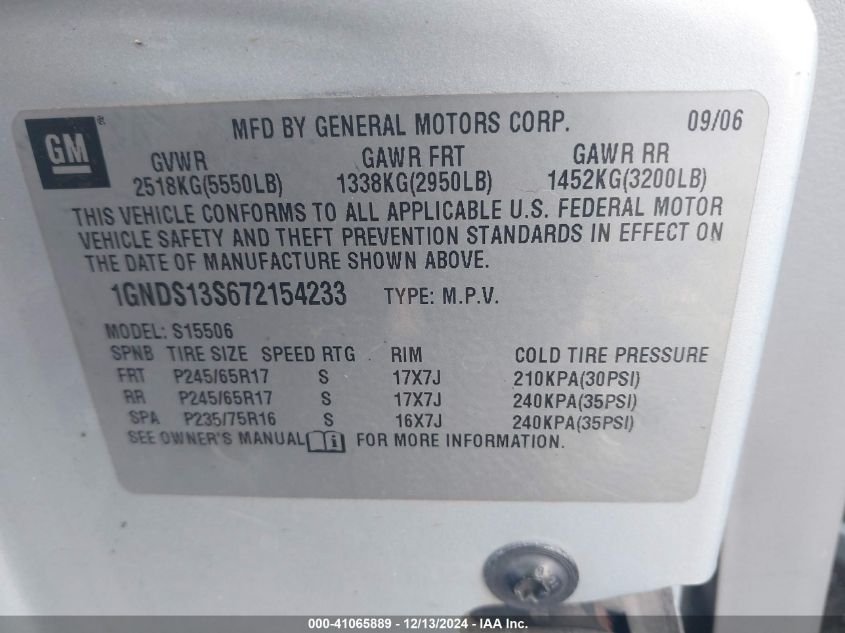 GM®
MFD BY GENERAL MOTORS CORP. 09/06
GVWR GAWR FRT GAWR RR
2518KG(5550LB) 1338KG(2950LB) 1452KG(3200LB)
THIS VEHICLE CONFORMS TO ALL APPLICABLE U.S. FEDERAL MOTOR
VEHICLE SAFETY AND THEFT PREVENTION STANDARDS IN EFFECT ON
THE DATE OF MANUFACTURE SHOWN ABOVE.
1GNDS13S672154233 TYPE: M.P.V.
MODEL: S15506
SPNB TIRE SIZE SPEED RTG RIM COLD TIRE PRESSURE
FRT P245/65R17 S 17X7J 210KPA(30PSI)
RR P245/65R17 S 17X7J 240KPA(35PSI)
SPA P235/75R16 S 16X7J 240KPA(35PSI)
SEE OWNER'S MANUAL FOR MORE INFORMATION.
000-41065889 - 12/13/2024 - IAA Inc.